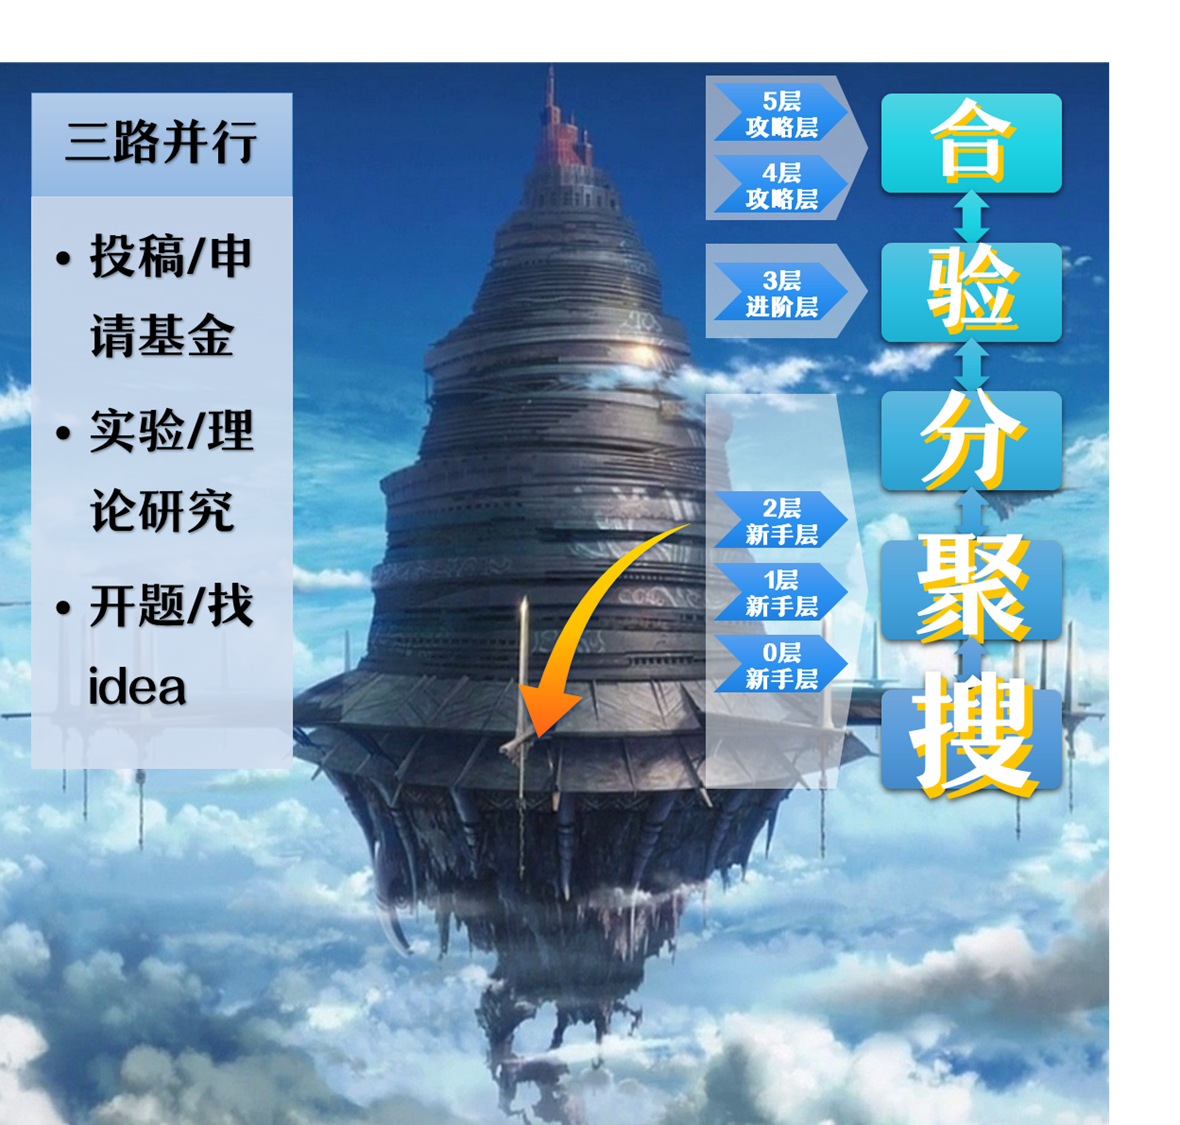 三路并行
• 投稿/申
请基金
• 实验/理
论研究
• 开题/找
idea
5层
攻略层
4层
攻略层
3层
进阶层
2层
新手层
1层
新手层
0层
新手层
合
验
分
聚
搜